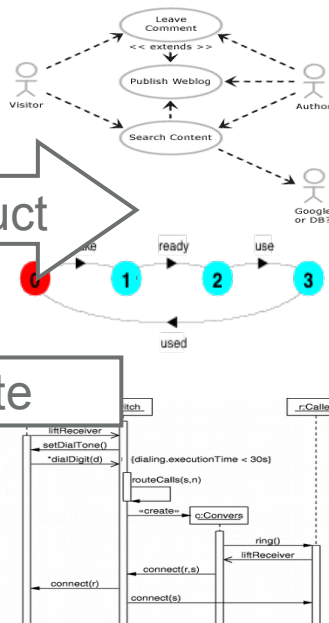 Leave
Comment
<< extends >>
Publish Weblog
Visitor
Author
Search Content
Google
or DB?
uct
ready
use
0
1
2
3
used
te
itch
r:Calle
liftReceiver
setDialTone()
*dialDigit(d)
{dialing.executionTime < 30s}
routeCalls(s,n)
«create»
c:Convers
ring()
liftReceiver
connect(r,s)
connect(r)
connect(s)